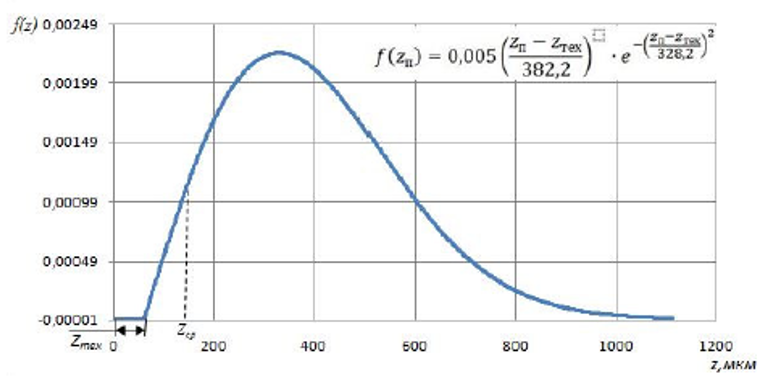 f(z) 0,00249
f(zп) = 0,005 ((zп − zтех)/382,2) · e^−((zп−zтех)/328,2)^2
0,00199
0,00149
0,00099
0,00049
-0,00001
Zтех 0 Zср 200 400 600 800 1000 1200
z, мкм